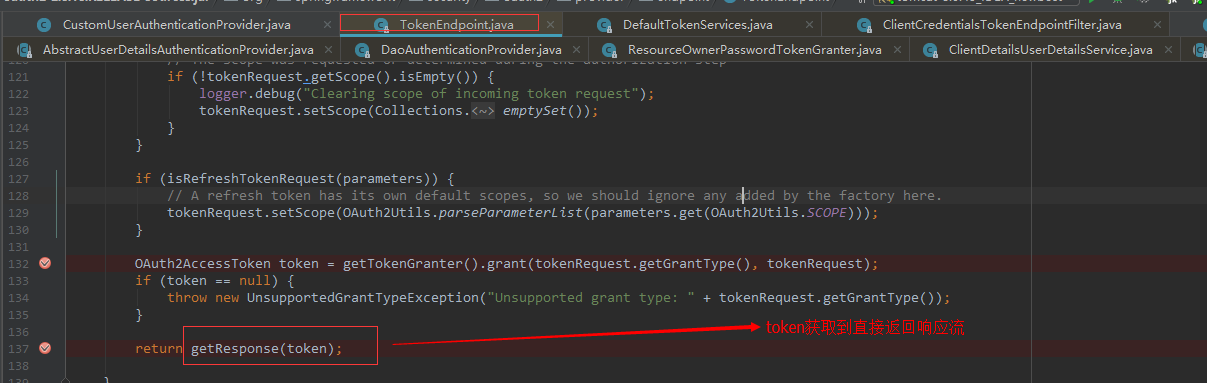 CustomUserAuthenticationProvider.java × TokenEndpoint.java × DefaultTokenServices.java × ClientCredentialsTokenEndpointFilter.java ×
AbstractUserDetailsAuthenticationProvider.java × DaoAuthenticationProvider.java × ResourceOwnerPasswordTokenGranter.java × ClientDetailsUserDetailsService.java ×
// The scope was requested or determined during the authorization step
121 if (!tokenRequest.getScope().isEmpty()) {
122 logger.debug("Clearing scope of incoming token request");
123 tokenRequest.setScope(Collections.<~> emptySet());
124 }
125 }
126
127 if (isRefreshTokenRequest(parameters)) {
128 // A refresh token has its own default scopes, so we should ignore any added by the factory here.
129 tokenRequest.setScope(OAuth2Utils.parseParameterList(parameters.get(OAuth2Utils.SCOPE)));
130 }
131
132 OAuth2AccessToken token = getTokenGranter().grant(tokenRequest.getGrantType(), tokenRequest);
133 if (token == null) {
134 throw new UnsupportedGrantTypeException("Unsupported grant type: " + tokenRequest.getGrantType());
135 }
136 token获取到直接返回响应流
137 return getResponse(token);
138
139 }